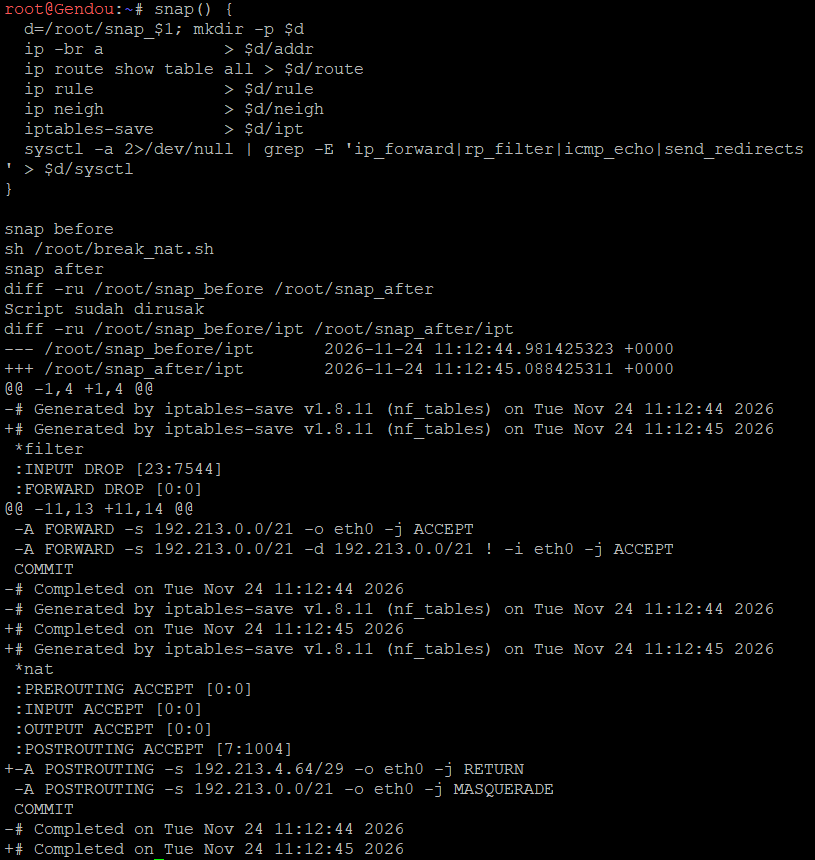 root@Gendou:~# snap() {
  d=/root/snap_$1; mkdir -p $d
  ip -br a            > $d/addr
  ip route show table all > $d/route
  ip rule             > $d/rule
  ip neigh            > $d/neigh
  iptables-save       > $d/ipt
  sysctl -a 2>/dev/null | grep -E 'ip_forward|rp_filter|icmp_echo|send_redirects
' > $d/sysctl
}

snap before
sh /root/break_nat.sh
snap after
diff -ru /root/snap_before /root/snap_after
Script sudah dirusak
diff -ru /root/snap_before/ipt /root/snap_after/ipt
--- /root/snap_before/ipt       2026-11-24 11:12:44.981425323 +0000
+++ /root/snap_after/ipt        2026-11-24 11:12:45.088425311 +0000
@@ -1,4 +1,4 @@
-# Generated by iptables-save v1.8.11 (nf_tables) on Tue Nov 24 11:12:44 2026
+# Generated by iptables-save v1.8.11 (nf_tables) on Tue Nov 24 11:12:45 2026
 *filter
 :INPUT DROP [23:7544]
 :FORWARD DROP [0:0]
@@ -11,13 +11,14 @@
 -A FORWARD -s 192.213.0.0/21 -o eth0 -j ACCEPT
 -A FORWARD -s 192.213.0.0/21 -d 192.213.0.0/21 ! -i eth0 -j ACCEPT
 COMMIT
-# Completed on Tue Nov 24 11:12:44 2026
-# Generated by iptables-save v1.8.11 (nf_tables) on Tue Nov 24 11:12:44 2026
+# Completed on Tue Nov 24 11:12:45 2026
+# Generated by iptables-save v1.8.11 (nf_tables) on Tue Nov 24 11:12:45 2026
 *nat
 :PREROUTING ACCEPT [0:0]
 :INPUT ACCEPT [0:0]
 :OUTPUT ACCEPT [0:0]
 :POSTROUTING ACCEPT [7:1004]
+-A POSTROUTING -s 192.213.4.64/29 -o eth0 -j RETURN
 -A POSTROUTING -s 192.213.0.0/21 -o eth0 -j MASQUERADE
 COMMIT
-# Completed on Tue Nov 24 11:12:44 2026
+# Completed on Tue Nov 24 11:12:45 2026